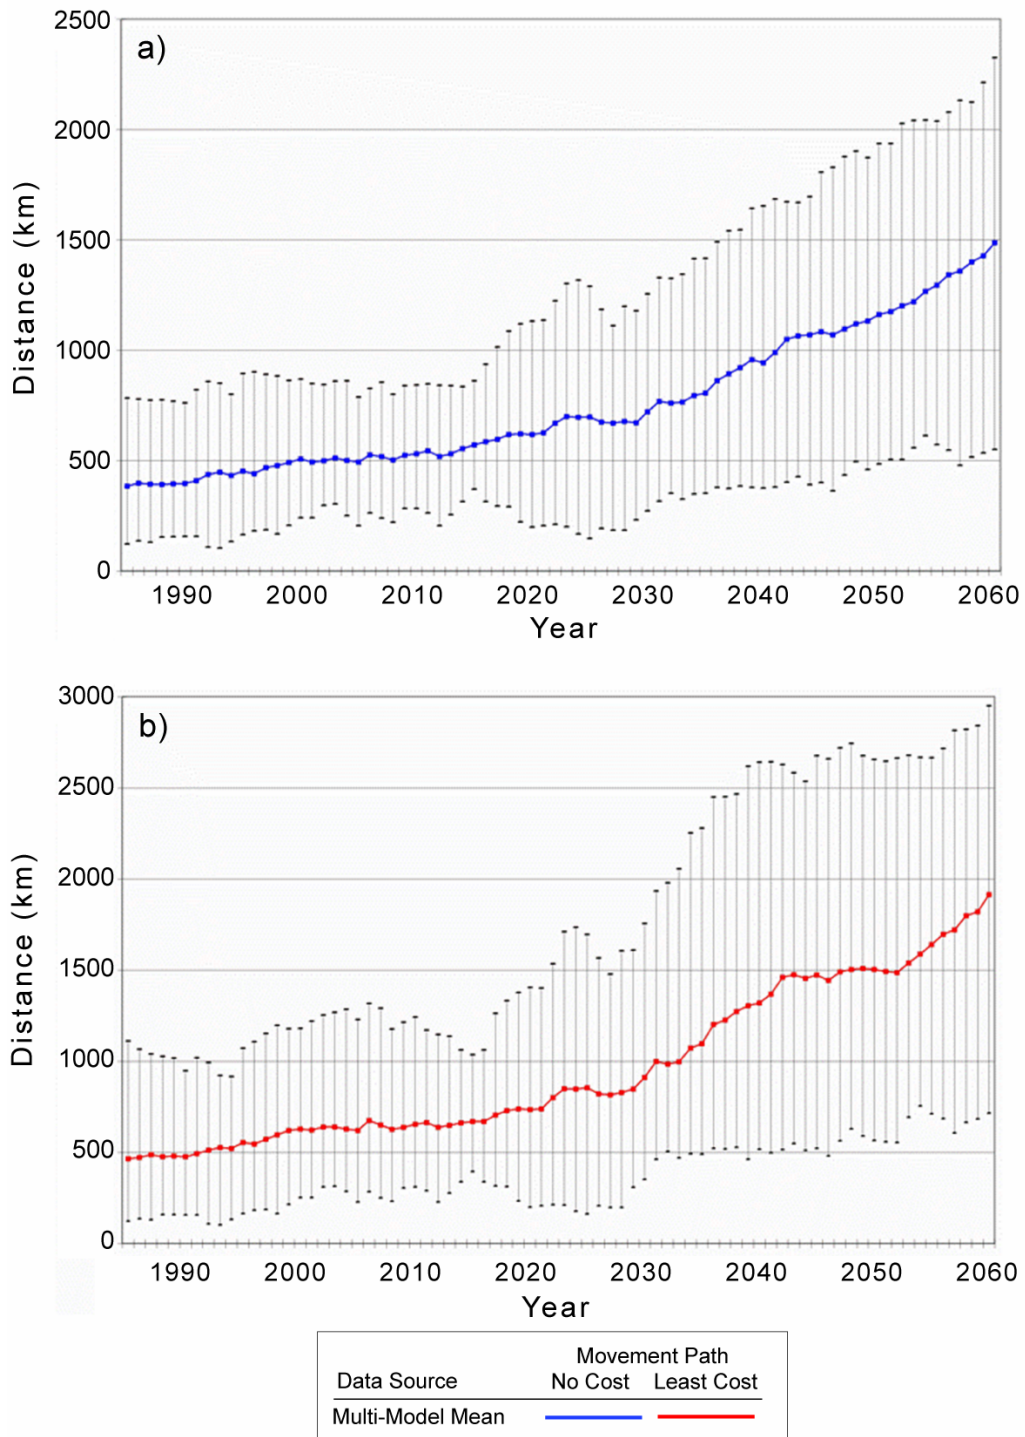 2500
a)
2000
1500
1000
500
0
Distance (km)
1990 2000 2010 2020 2030 2040 2050 2060
Year
3000
b)
2500
2000
1500
1000
500
0
Distance (km)
1990 2000 2010 2020 2030 2040 2050 2060
Year
Movement Path
Data Source No Cost Least Cost
Multi-Model Mean